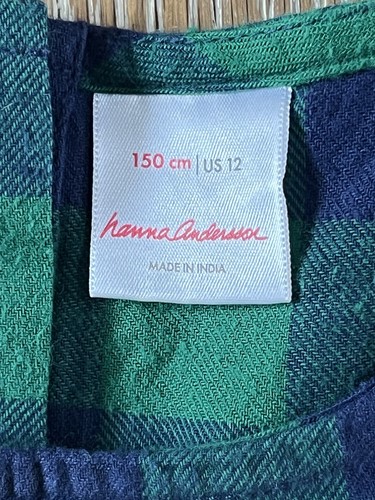 150 cm | US 12
hanna andersson
MADE IN INDIA